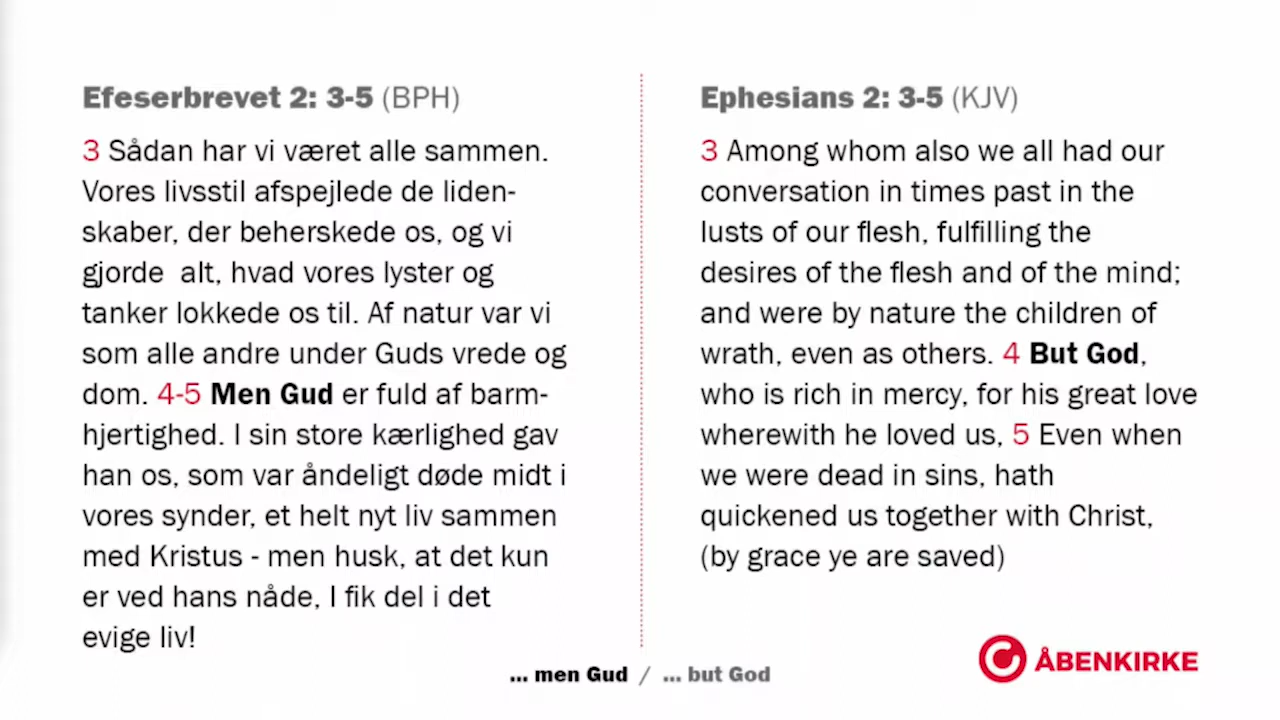 Efeserbrevet 2: 3-5 (BPH)
3 Sådan har vi været alle sammen.
Vores livsstil afspejlede de liden-
skaber, der beherskede os, og vi
gjorde  alt, hvad vores lyster og
tanker lokkede os til. Af natur var vi
som alle andre under Guds vrede og
dom. 4-5 Men Gud er fuld af barm-
hjertighed. I sin store kærlighed gav
han os, som var åndeligt døde midt i
vores synder, et helt nyt liv sammen
med Kristus - men husk, at det kun
er ved hans nåde, I fik del i det
evige liv!
Ephesians 2: 3-5 (KJV)
3 Among whom also we all had our
conversation in times past in the
lusts of our flesh, fulfilling the
desires of the flesh and of the mind;
and were by nature the children of
wrath, even as others. 4 But God,
who is rich in mercy, for his great love
wherewith he loved us, 5 Even when
we were dead in sins, hath
quickened us together with Christ,
(by grace ye are saved)
... men Gud / ... but God
ÅBENKIRKE